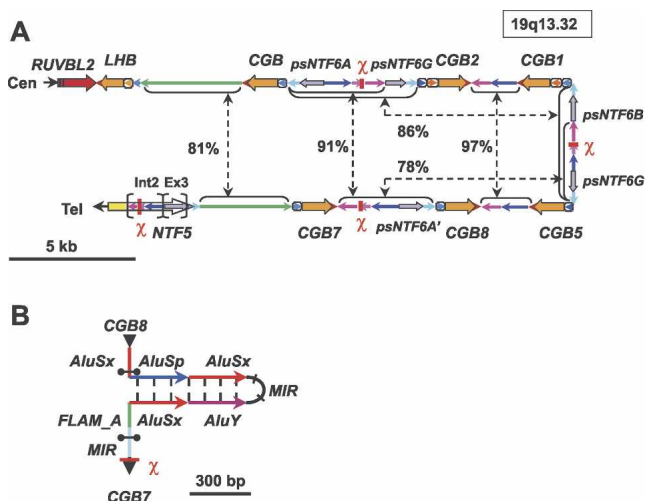 19q13.32
A
RUVBL2 LHB CGB psNTF6A χ psNTF6G CGB2 CGB1
Cen
psNTF6B
86%
81% 91% 97% χ
78%
psNTF6G
Int2 Ex3
Tel
χ NTF5 CGB7 χ psNTF6A' CGB8 CGB5
5 kb
B
CGB8
AluSx AluSp AluSx
MIR
FLAM_A AluSx AluY
MIR
χ
300 bp
CGB7